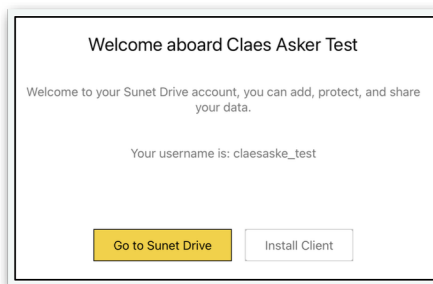 Welcome aboard Claes Asker Test
Welcome to your Sunet Drive account, you can add, protect, and share
your data.
Your username is: claesaske_test
Go to Sunet Drive
Install Client